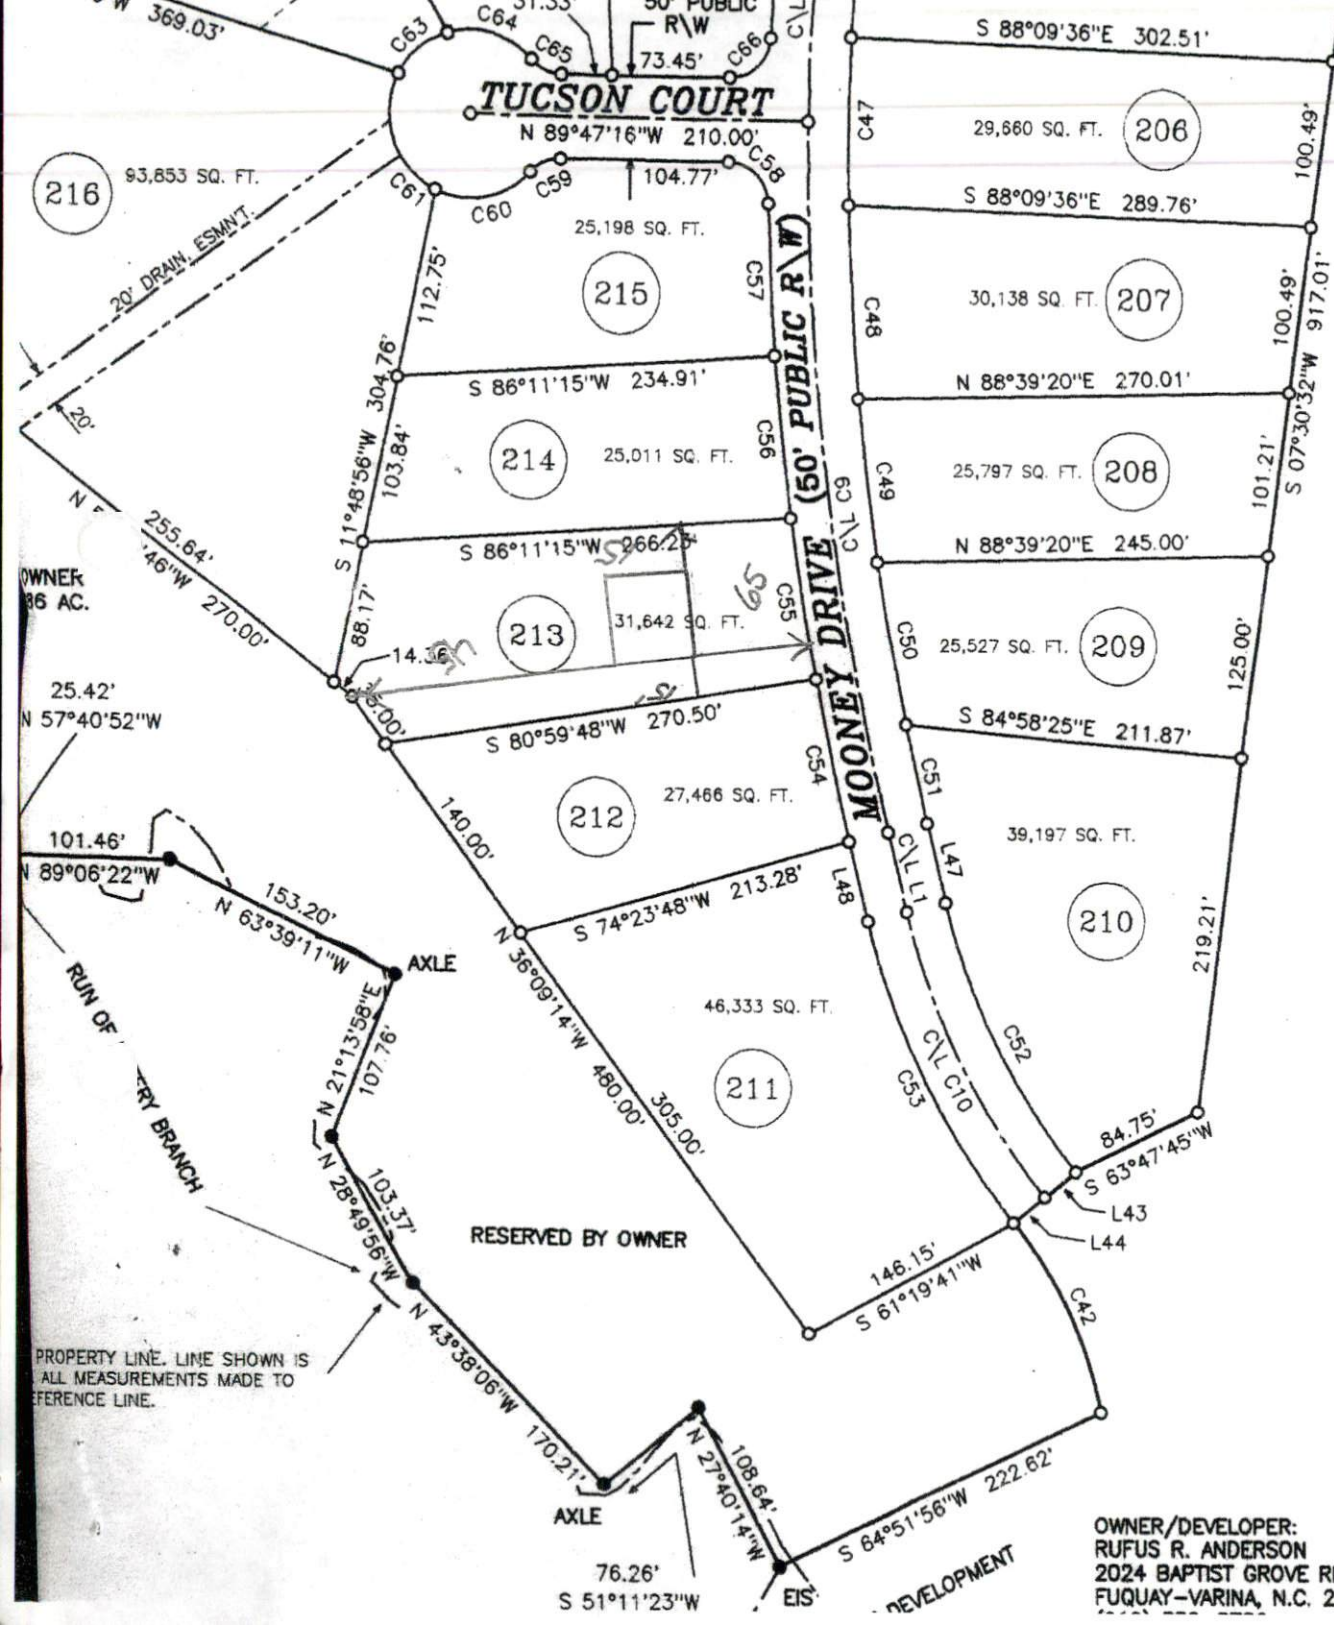 369.03'
C63
C64
C65
50' PUBLIC
R\W
73.45'
C66
C\L
TUCSON COURT
N 89°47'16"W 210.00'
C58
104.77'
C59
C60
C61
216
93,853 SQ. FT.
20' DRAIN. ESMN'T.
20'
S 88°09'36"E 302.51'
C47
29,660 SQ. FT.
206
100.49'
S 88°09'36"E 289.76'
25,198 SQ. FT.
215
112.75'
C57
C48
30,138 SQ. FT.
207
100.49'
917.01'
S 07°30'32"W
304.76'
S 11°48'56"W
S 86°11'15"W 234.91'
N 88°39'20"E 270.01'
103.84'
214
25,011 SQ. FT.
C56
MOONEY DRIVE (50' PUBLIC R\W)
C\L C9
C49
25,797 SQ. FT.
208
101.21'
S 86°11'15"W 266.23'
N 88°39'20"E 245.00'
255.64'
'46"W 270.00'
OWNER
36 AC.
88.17'
213
31,642 SQ. FT.
65
C55
C50
25,527 SQ. FT.
209
125.00'
14.36'
35.00'
25.42'
N 57°40'52"W
S 80°59'48"W 270.50'
S 84°58'25"E 211.87'
C54
C51
212
27,466 SQ. FT.
140.00'
39,197 SQ. FT.
210
219.21'
101.46'
N 89°06'22"W
153.20'
N 63°39'11"W
AXLE
S 74°23'48"W 213.28'
L48
C\L L1
L47
N 36°09'14"W 480.00'
305.00'
46,333 SQ. FT.
211
C53
C\L C10
C52
RUN OF
ERY BRANCH
N 21°13'58"E
107.76'
N 28°49'56"W
103.37'
RESERVED BY OWNER
84.75'
S 63°47'45"W
L43
L44
146.15'
S 61°19'41"W
C42
N 43°38'06"W 170.21'
PROPERTY LINE. LINE SHOWN IS
ALL MEASUREMENTS MADE TO
EFERENCE LINE.
AXLE
N 27°40'14"W
108.64'
S 64°51'56"W 222.62'
76.26'
S 51°11'23"W
EIS
DEVELOPMENT
OWNER/DEVELOPER:
RUFUS R. ANDERSON
2024 BAPTIST GROVE R
FUQUAY-VARINA, N.C. 2